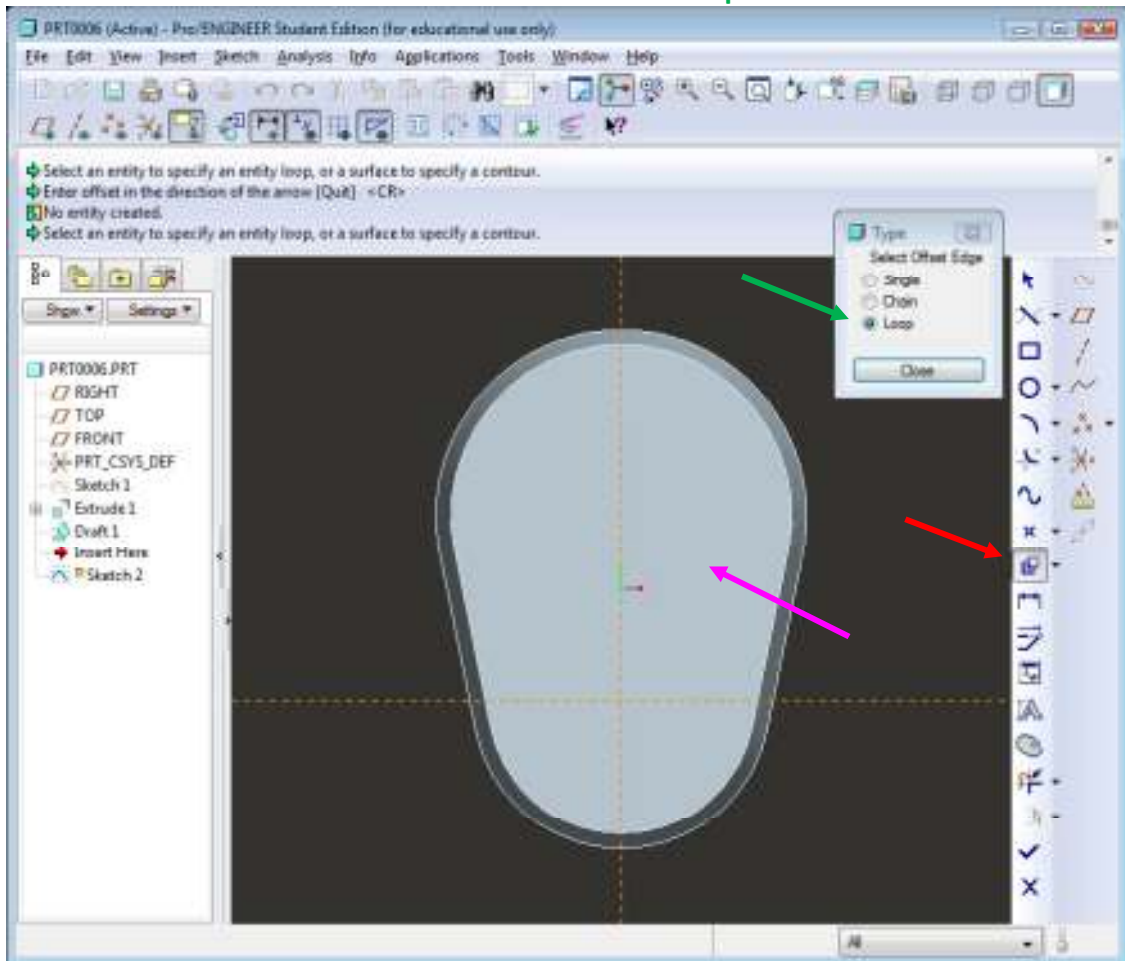 PRT0006 (Active) - Pro/ENGINEER Student Edition (for educational use only)
File Edit View Insert Sketch Analysis Info Applications Tools Window Help
Select an entity to specify an entity loop, or a surface to specify a contour.
Enter offset in the direction of the arrow [Quit] <CR>
No entity created.
Select an entity to specify an entity loop, or a surface to specify a contour.
Type
Select Offset Edge
Single
Chain
Loop
Close
Show Settings
PRT0006.PRT
RIGHT
TOP
FRONT
PRT_CSYS_DEF
Sketch 1
Extrude 1
Draft 1
Insert Here
Sketch 2
All